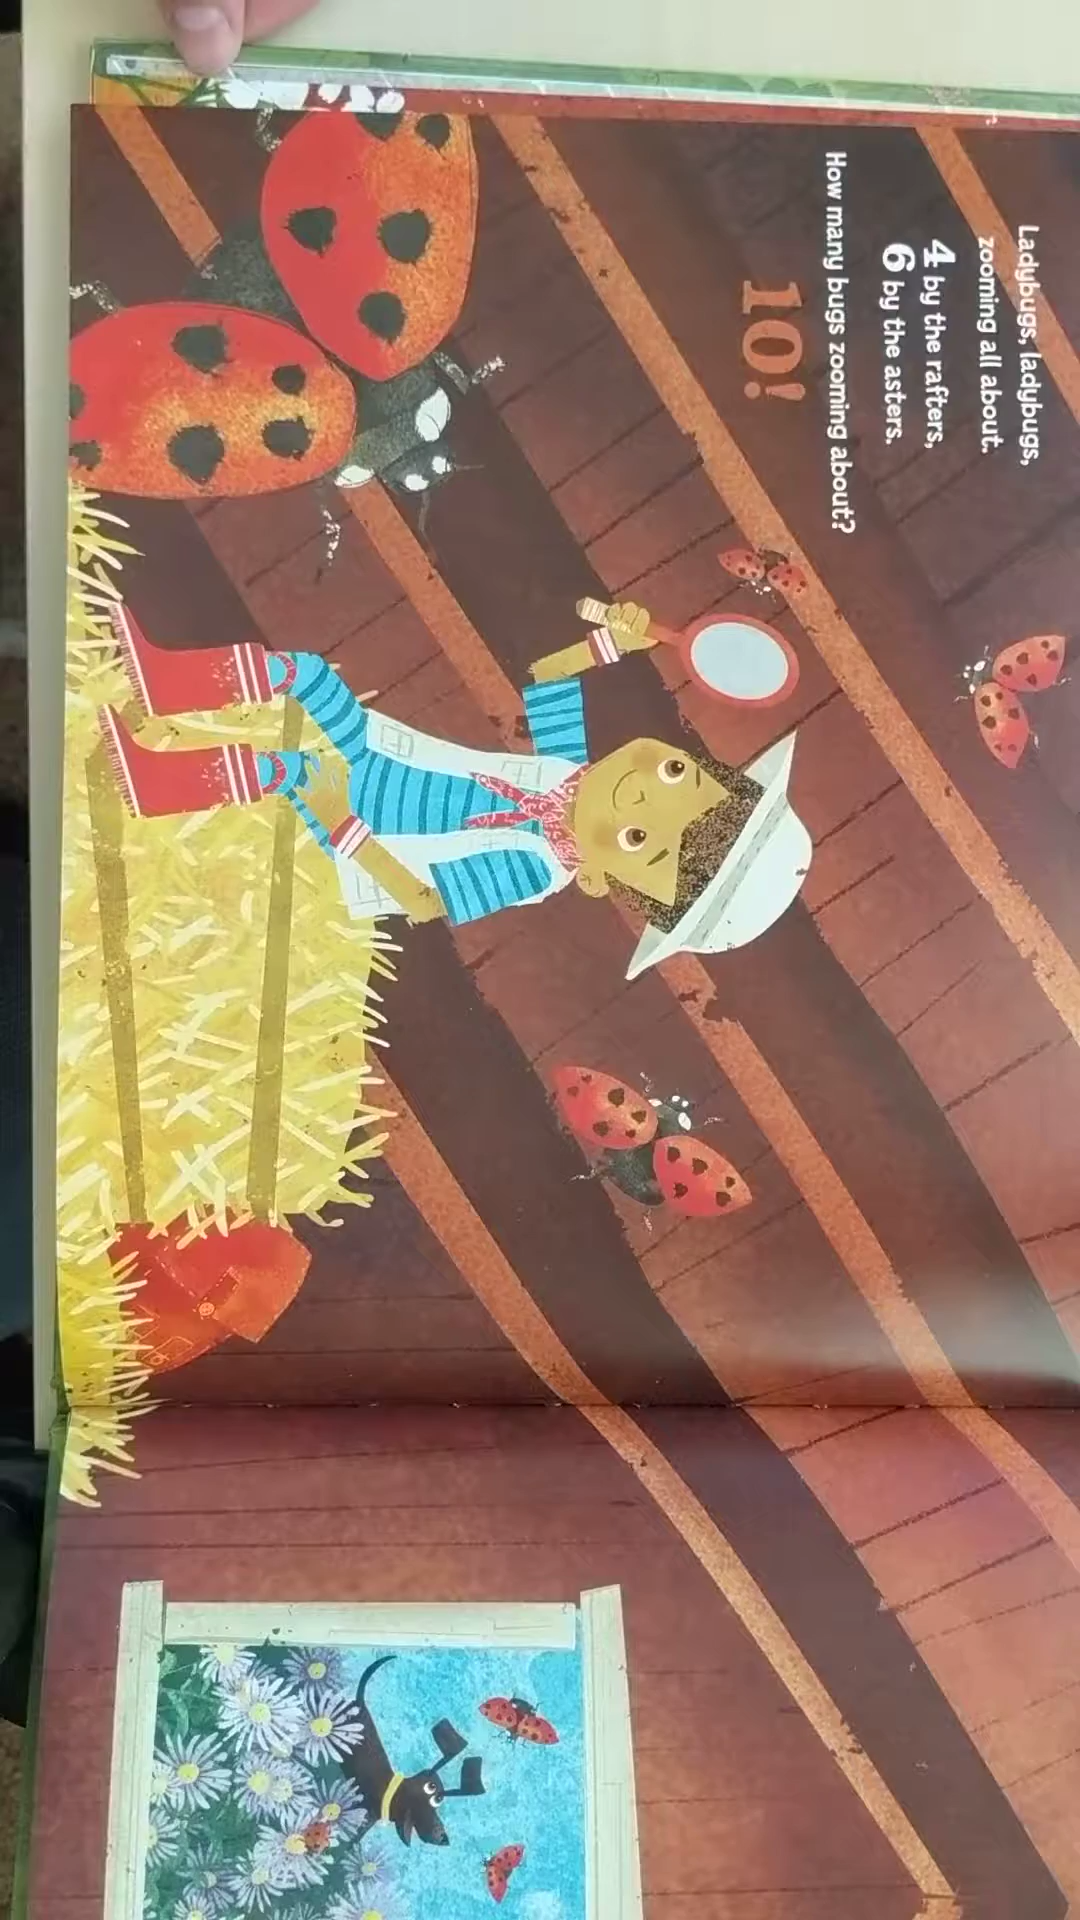 Ladybugs, ladybugs,
zooming all about.
4 by the rafters,
6 by the asters.
How many bugs zooming about?
10!